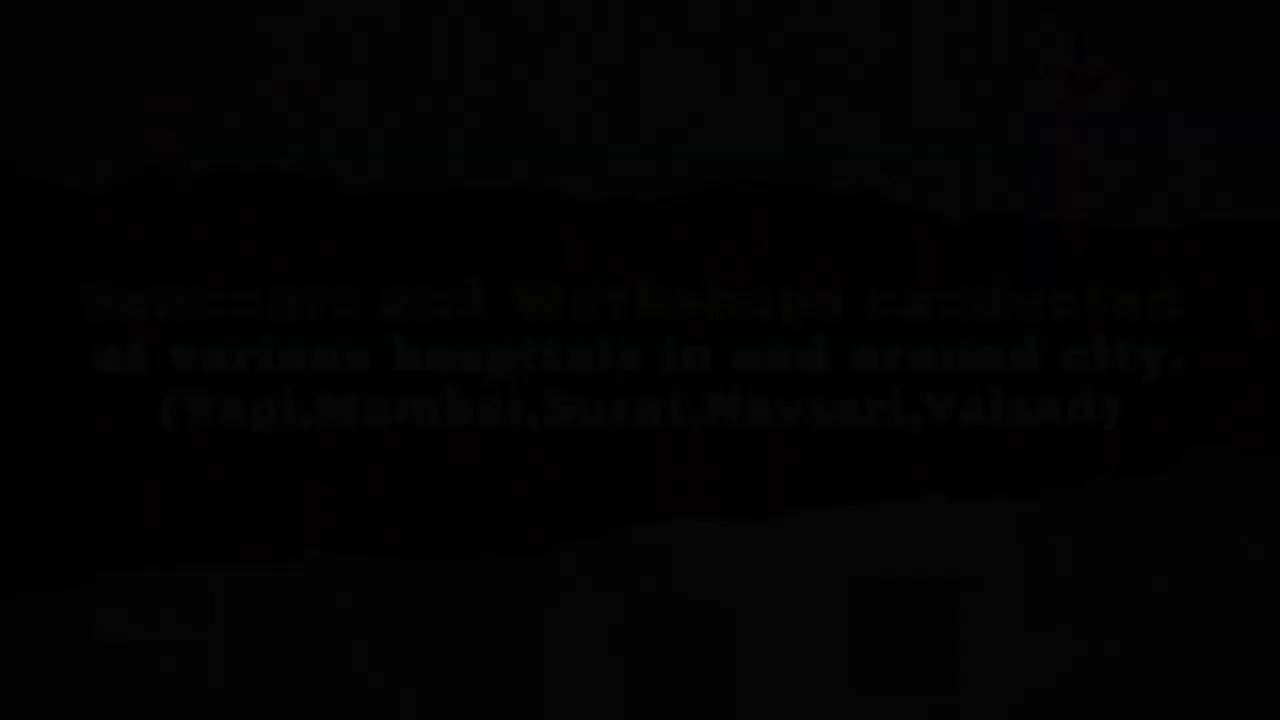 Seminars and Workshops conducted
at various hospitals in and around city.
(Vapi,Mumbai,Surat,Navsari,Valsad)